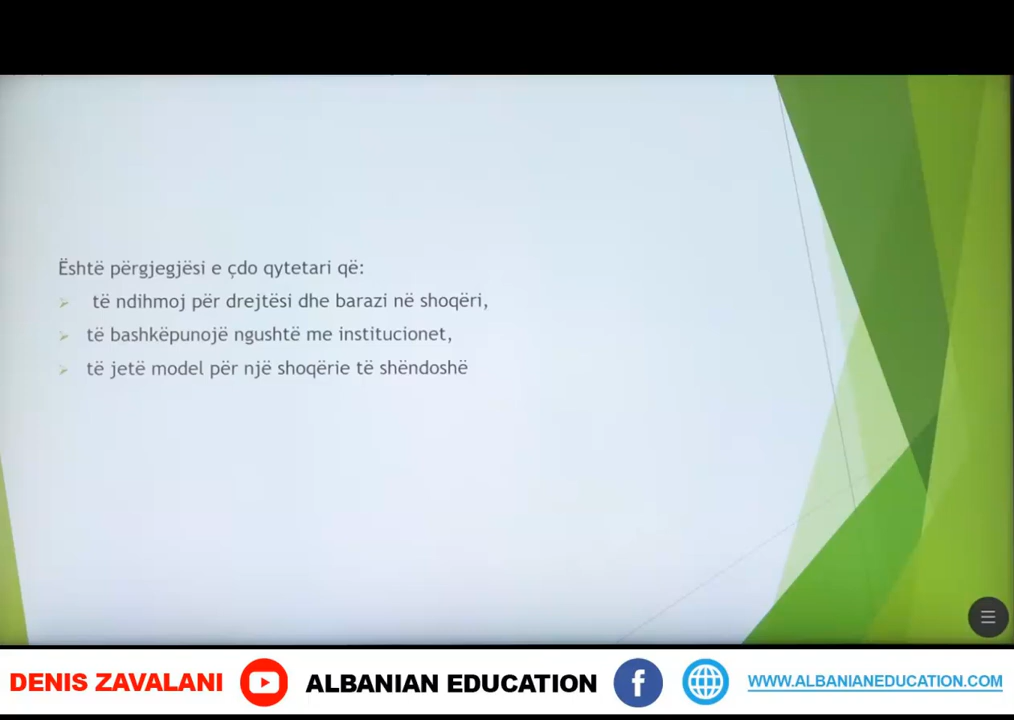 Është përgjegjësi e çdo qytetari që:
të ndihmoj për drejtësi dhe barazi në shoqëri,
të bashkëpunojë ngushtë me institucionet,
të jetë model për një shoqërie të shëndoshë
DENIS ZAVALANI ALBANIAN EDUCATION f WWW.ALBANIANEDUCATION.COM